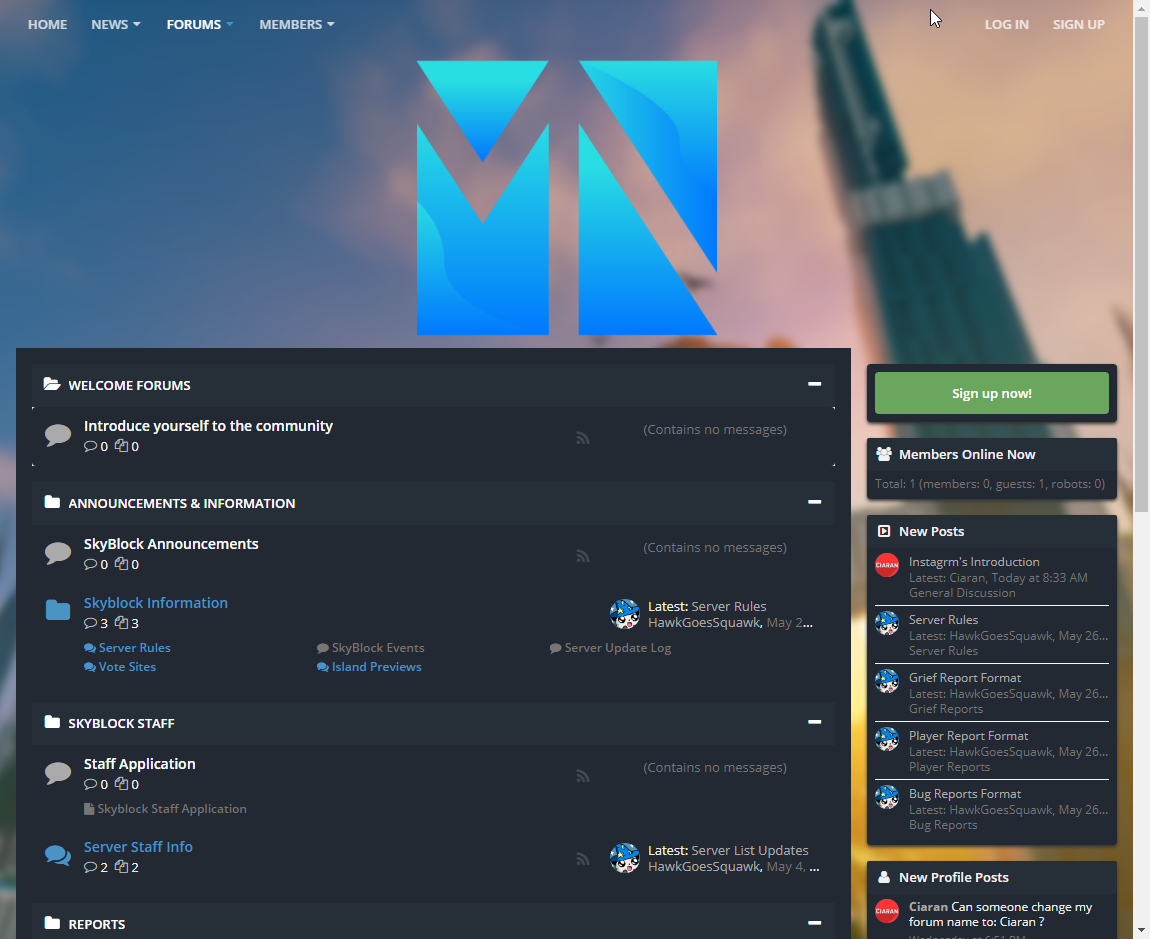 HOME NEWS FORUMS MEMBERS LOG IN SIGN UP
WELCOME FORUMS
Introduce yourself to the community
0 0
(Contains no messages)
ANNOUNCEMENTS & INFORMATION
SkyBlock Announcements
0 0
(Contains no messages)
Skyblock Information
3 3
Latest: Server Rules
HawkGoesSquawk, May 2...
Server Rules SkyBlock Events Server Update Log
Vote Sites Island Previews
SKYBLOCK STAFF
Staff Application
0 0
(Contains no messages)
Skyblock Staff Application
Server Staff Info
2 2
Latest: Server List Updates
HawkGoesSquawk, May 4, ...
REPORTS
Sign up now!
Members Online Now
Total: 1 (members: 0, guests: 1, robots: 0)
New Posts
CIARAN
Instagrm's Introduction
Latest: Ciaran, Today at 8:33 AM
General Discussion
Server Rules
Latest: HawkGoesSquawk, May 26...
Server Rules
Grief Report Format
Latest: HawkGoesSquawk, May 26...
Grief Reports
Player Report Format
Latest: HawkGoesSquawk, May 26...
Player Reports
Bug Reports Format
Latest: HawkGoesSquawk, May 26...
Bug Reports
New Profile Posts
CIARAN
Ciaran Can someone change my
forum name to: Ciaran ?
Wednesday at 6:51 PM